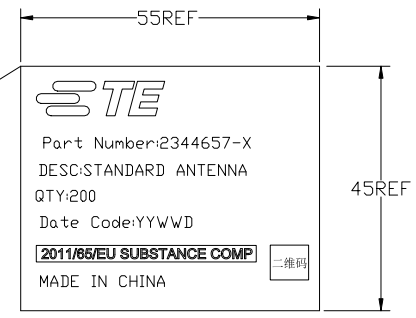 55REF
TE
Part Number:2344657-X
DESC:STANDARD ANTENNA
QTY:200
45REF
Date Code:YYWWD
2011/65/EU SUBSTANCE COMP
二维码
MADE IN CHINA